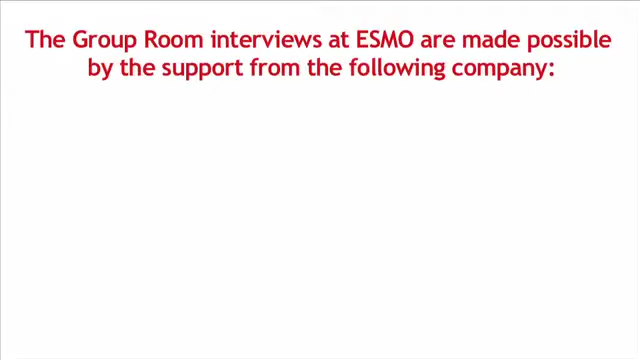 The Group Room interviews at ESMO are made possible
by the support from the following company: